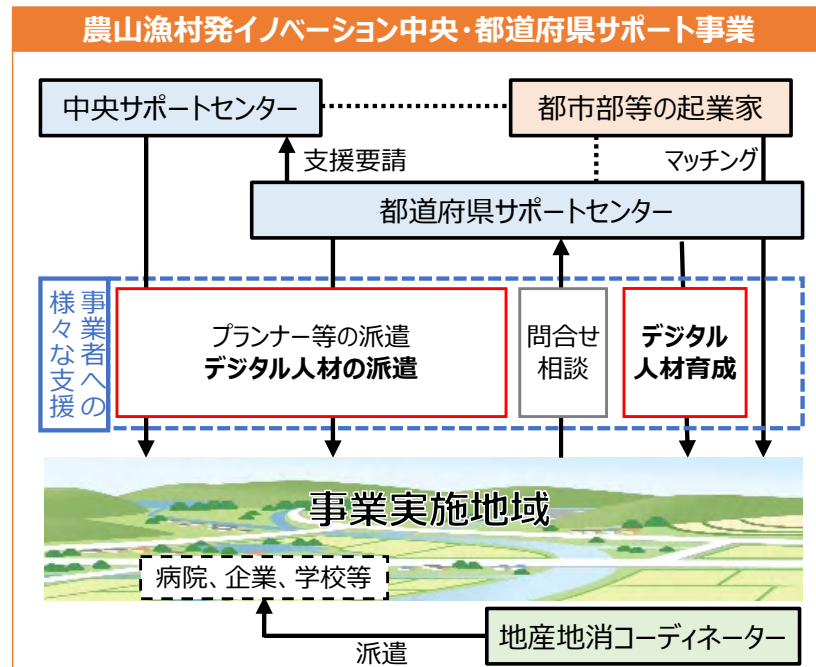 農山漁村発イノベーション中央・都道府県サポート事業
中央サポートセンター
都市部等の起業家
支援要請
マッチング
都道府県サポートセンター
事業者への
様々な支援
プランナー等の派遣
デジタル人材の派遣
問合せ
相談
デジタル
人材育成
事業実施地域
病院、企業、学校等
派遣
地産地消コーディネーター